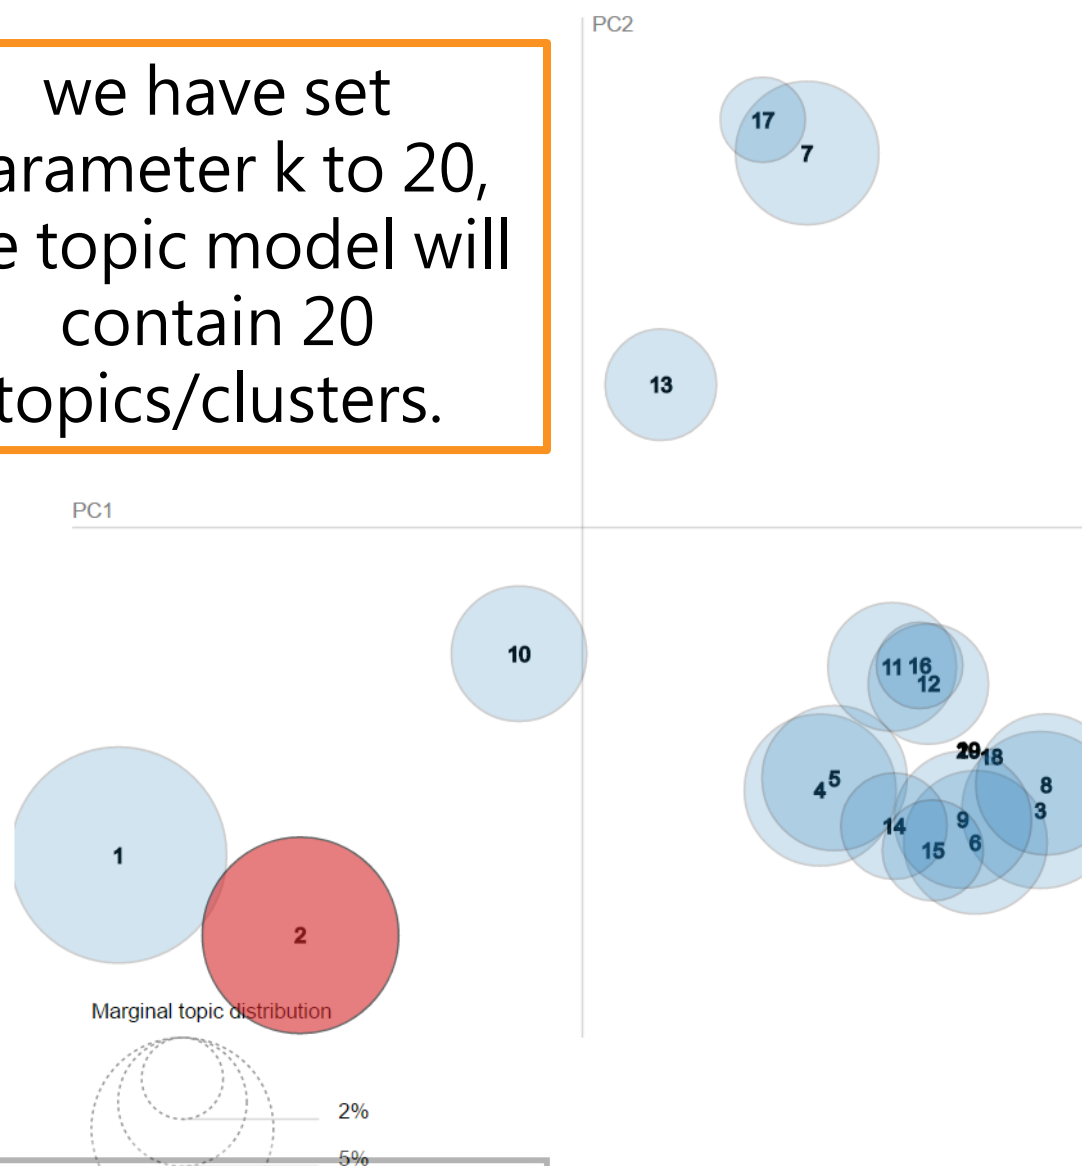 PC2
we have set
arameter k to 20,
e topic model will
contain 20
topics/clusters.
17
7
13
PC1
10
11 16
12
18
5
4
8
3
9
14
6
15
1
2
Marginal topic distribution
2%
5%